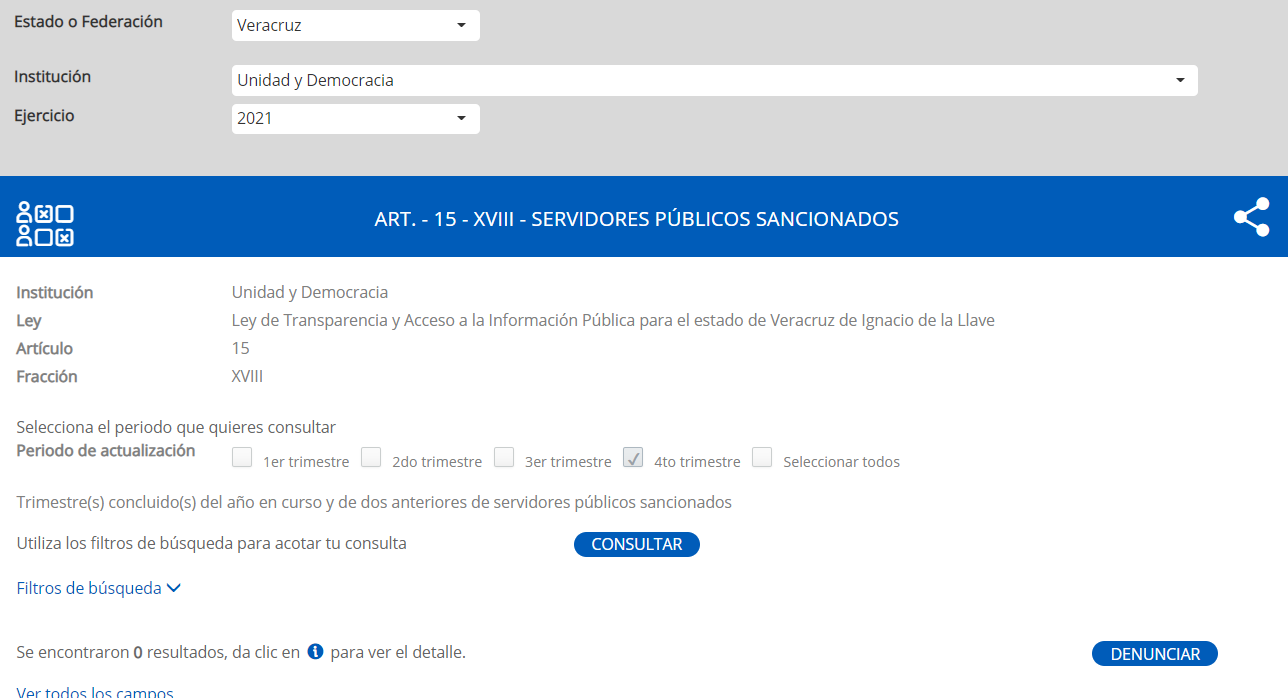 Estado o Federación Veracruz
Institución Unidad y Democracia
Ejercicio 2021
ART. - 15 - XVIII - SERVIDORES PÚBLICOS SANCIONADOS
Institución Unidad y Democracia
Ley Ley de Transparencia y Acceso a la Información Pública para el estado de Veracruz de Ignacio de la Llave
Artículo 15
Fracción XVIII
Selecciona el periodo que quieres consultar
Periodo de actualización 1er trimestre 2do trimestre 3er trimestre 4to trimestre Seleccionar todos
Trimestre(s) concluido(s) del año en curso y de dos anteriores de servidores públicos sancionados
Utiliza los filtros de búsqueda para acotar tu consulta CONSULTAR
Filtros de búsqueda
Se encontraron 0 resultados, da clic en i para ver el detalle. DENUNCIAR
Ver todos los campos